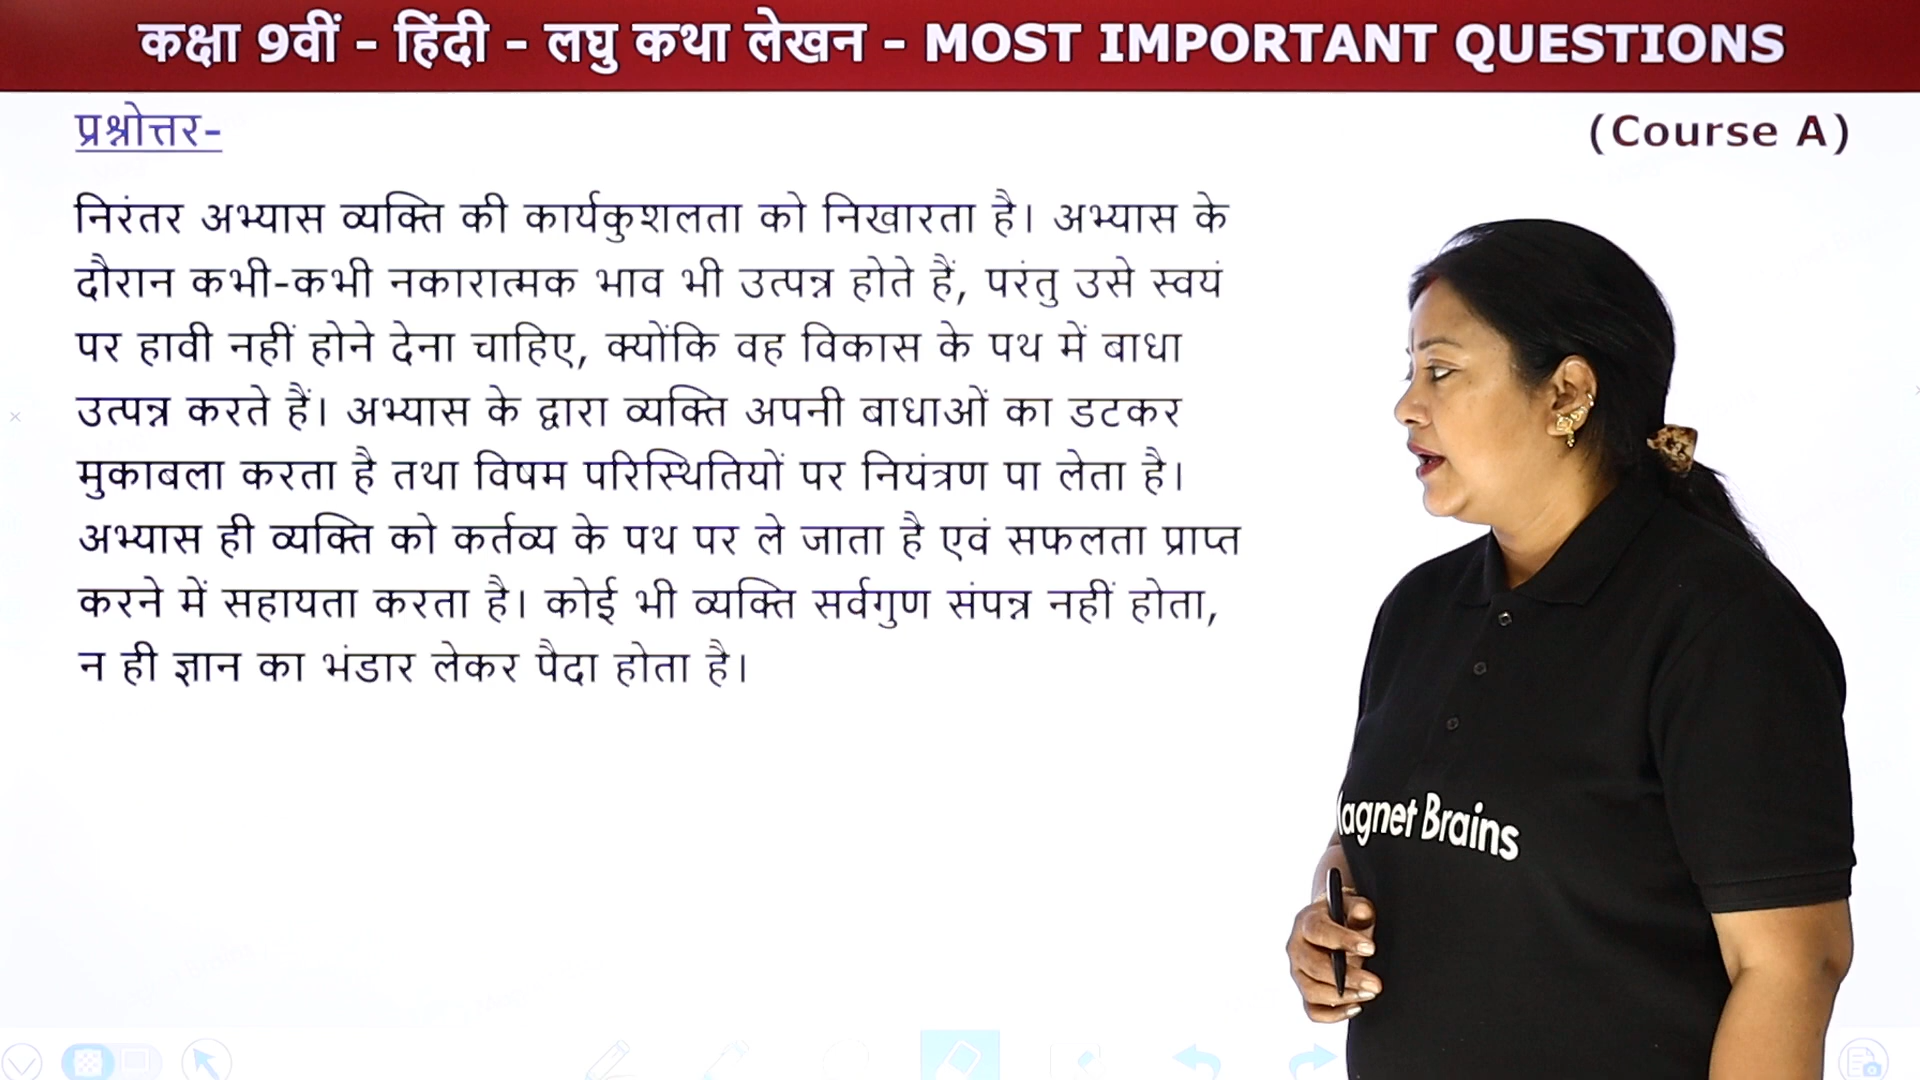 कक्षा 9वीं - हिंदी - लघु कथा लेखन - MOST IMPORTANT QUESTIONS
प्रश्नोत्तर-
(Course A)
निरंतर अभ्यास व्यक्ति की कार्यकुशलता को निखारता है। अभ्यास के
दौरान कभी-कभी नकारात्मक भाव भी उत्पन्न होते हैं, परंतु उसे स्वयं
पर हावी नहीं होने देना चाहिए, क्योंकि वह विकास के पथ में बाधा
उत्पन्न करते हैं। अभ्यास के द्वारा व्यक्ति अपनी बाधाओं का डटकर
मुकाबला करता है तथा विषम परिस्थितियों पर नियंत्रण पा लेता है।
अभ्यास ही व्यक्ति को कर्तव्य के पथ पर ले जाता है एवं सफलता प्राप्त
करने में सहायता करता है। कोई भी व्यक्ति सर्वगुण संपन्न नहीं होता,
न ही ज्ञान का भंडार लेकर पैदा होता है।
agnet Brains